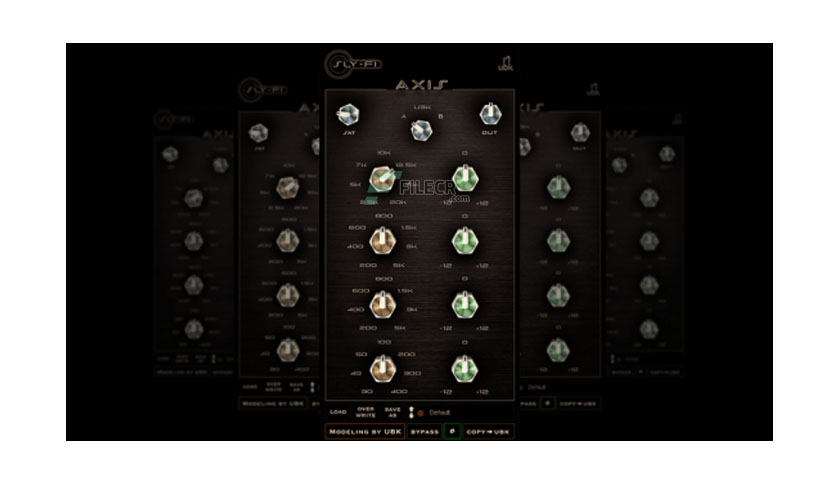 SLY-FI
UBK
AXIS
UBK
A B
SAT OUT
10K 0
7K 12.5K
5K
FILECR
.com
2.5K 20K -12 +12
800 0
600 1.5K
400 3K
200 5K -12 +12
800 0
600 1.5K
400 3K
200 5K -12 +12
100 0
60 200
40 300
30 400 -12 +12
LOAD OVER WRITE SAVE AS Default
MODELING BY UBK BYPASS Ø COPY➡UBK